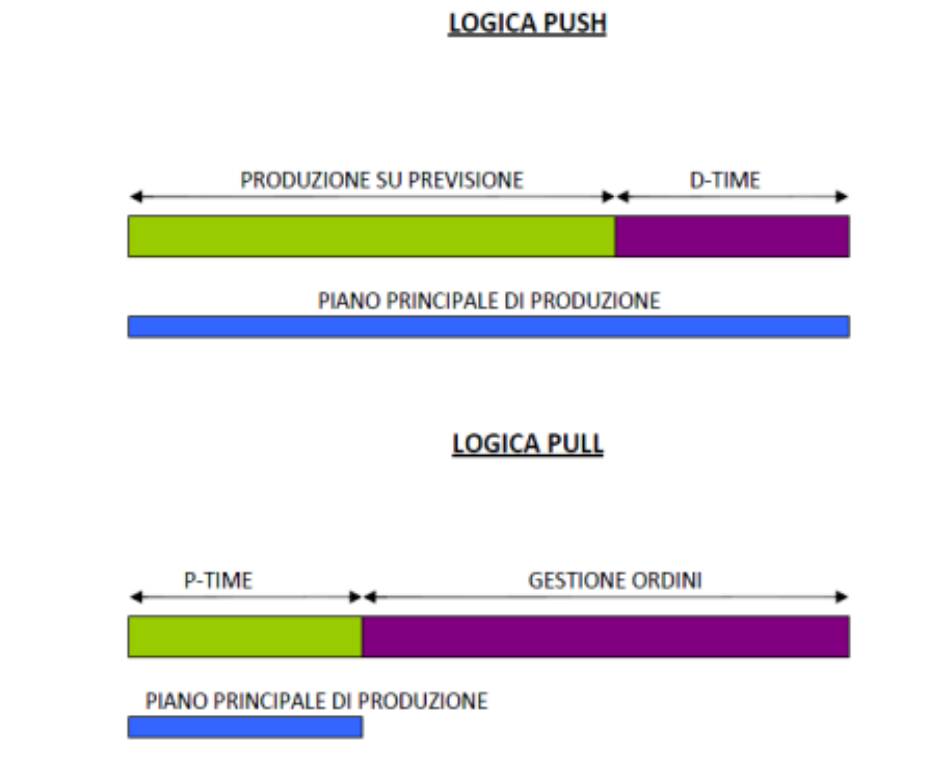 LOGICA PUSH
PRODUZIONE SU PREVISIONE
D-TIME
PIANO PRINCIPALE DI PRODUZIONE
LOGICA PULL
P-TIME
GESTIONE ORDINI
PIANO PRINCIPALE DI PRODUZIONE